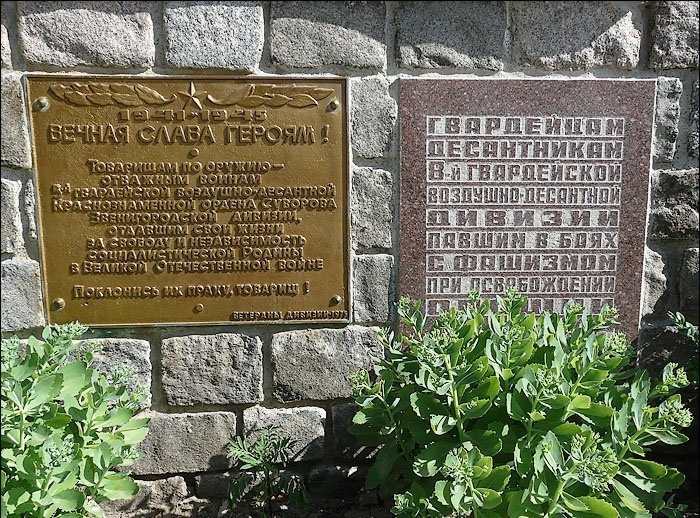 1941-1945
ВЕЧНАЯ СЛАВА ГЕРОЯМ!
Товарищам по оружию-
отважным воинам
гвардейской воздушно-десантной
Краснознаменной ордена Суворова
Звенигородской дивизии,
отдавшим свои жизни
за свободу и независимость
социалистической Родины
в Великой Отечественной войне
Поклонись их праху, товарищ!
ВЕТЕРАНЫ ДИВИЗИИ.
ГВАРДЕЙЦАМ
ДЕСАНТНИКАМ
8-й ГВАРДЕЙСКОЙ
ВОЗДУШНО-ДЕСАНТНОЙ
ДИВИЗИИ
ПАВШИМ В БОЯХ
С ФАШИЗМОМ
ПРИ ОСВОБОЖДЕНИИ